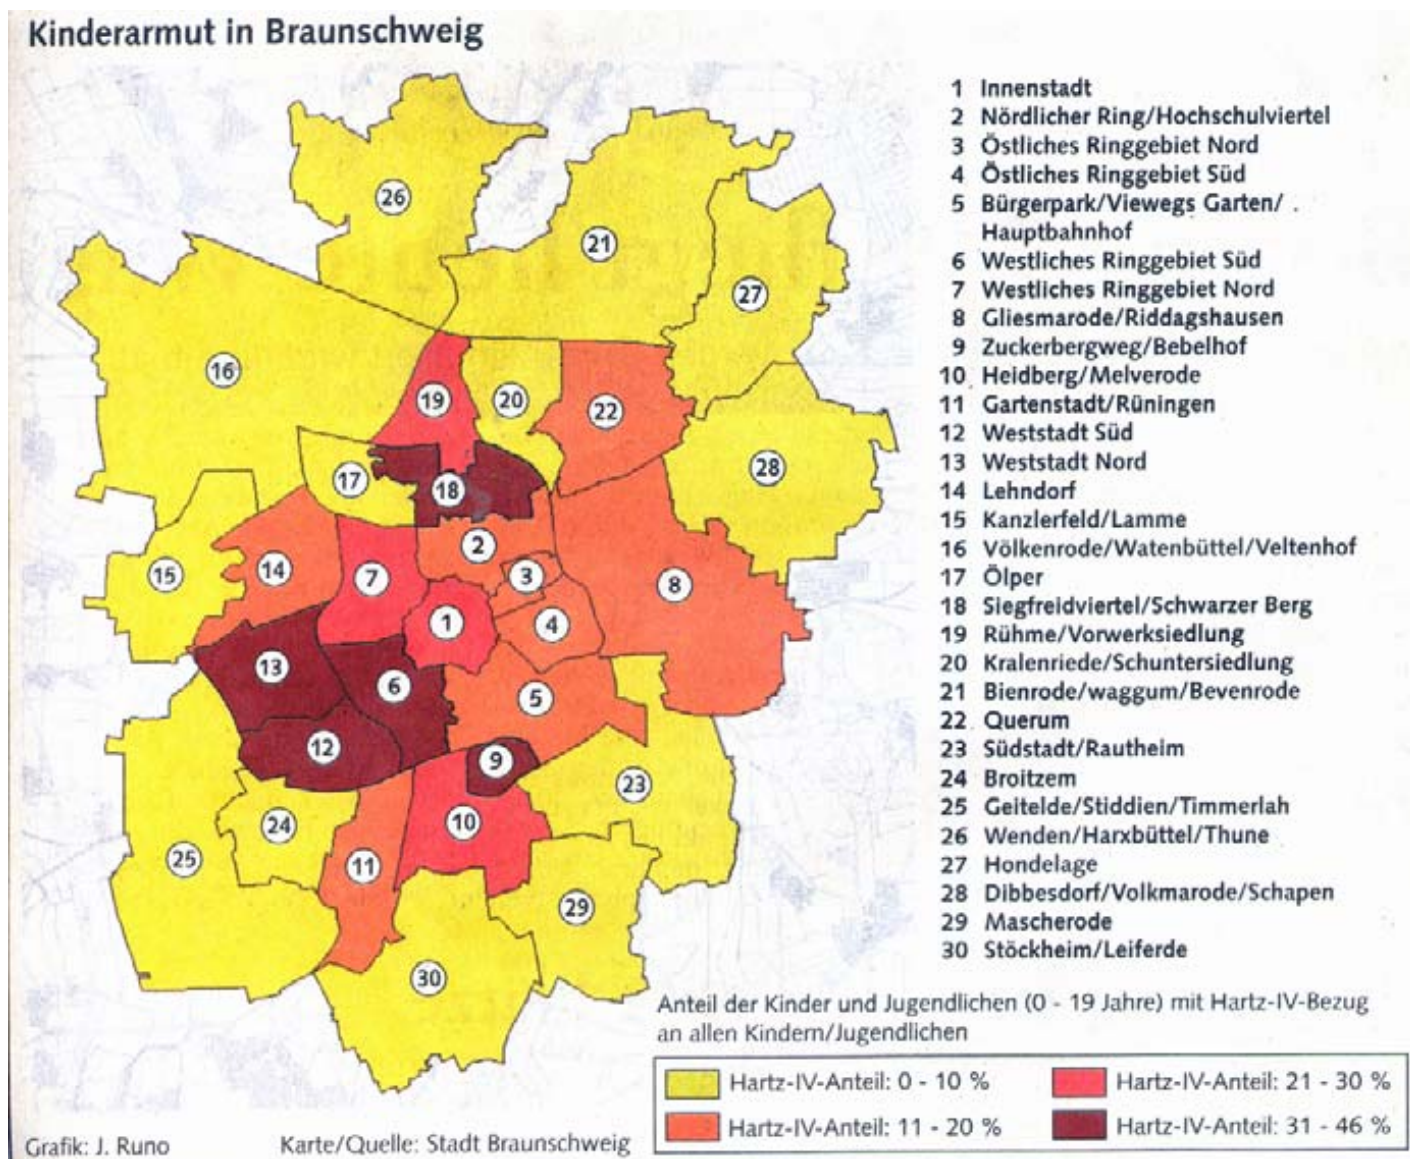 Kinderarmut in Braunschweig
1 Innenstadt
2 Nördlicher Ring/Hochschulviertel
3 Östliches Ringgebiet Nord
4 Östliches Ringgebiet Süd
5 Bürgerpark/Viewegs Garten/
Hauptbahnhof
6 Westliches Ringgebiet Süd
7 Westliches Ringgebiet Nord
8 Gliesmarode/Riddagshausen
9 Zuckerbergweg/Bebelhof
10 Heidberg/Melverode
11 Gartenstadt/Rüningen
12 Weststadt Süd
13 Weststadt Nord
14 Lehndorf
15 Kanzlerfeld/Lamme
16 Völkenrode/Watenbüttel/Veltenhof
17 Ölper
18 Siegfreidviertel/Schwarzer Berg
19 Rühme/Vorwerksiedlung
20 Kralenriede/Schuntersiedlung
21 Bienrode/waggum/Bevenrode
22 Querum
23 Südstadt/Rautheim
24 Broitzem
25 Geitelde/Stiddien/Timmerlah
26 Wenden/Harxbüttel/Thune
27 Hondelage
28 Dibbesdorf/Volkmarode/Schapen
29 Mascherode
30 Stöckheim/Leiferde
26
21
27
16
19
20
22
28
17
18
2
15
14
7
3
8
1
4
13
6
5
12
9
23
24
10
25
11
29
30
Anteil der Kinder und Jugendlichen (0 - 19 Jahre) mit Hartz-IV-Bezug
an allen Kindern/Jugendlichen
Hartz-IV-Anteil: 0 - 10 %
Hartz-IV-Anteil: 21 - 30 %
Hartz-IV-Anteil: 11 - 20 %
Hartz-IV-Anteil: 31 - 46 %
Grafik: J. Runo
Karte/Quelle: Stadt Braunschweig